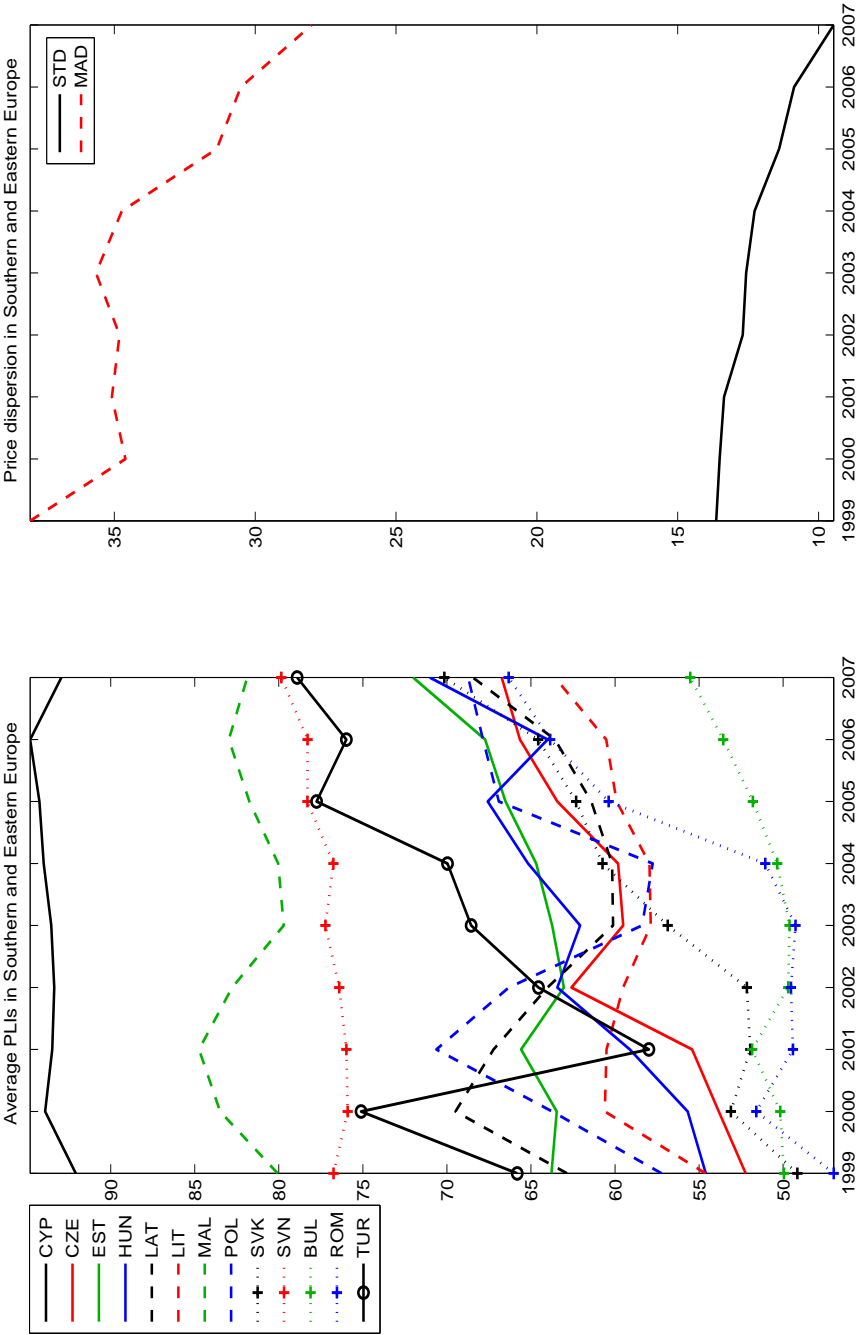 Average PLIs in Southern and Eastern Europe
90
85
80
75
70
65
60
55
50
1999 2000 2001 2002 2003 2004 2005 2006 2007
CYP
CZE
EST
HUN
LAT
LIT
MAL
POL
SVK
SVN
BUL
ROM
TUR
Price dispersion in Southern and Eastern Europe
35
30
25
20
15
10
1999 2000 2001 2002 2003 2004 2005 2006 2007
STD
MAD